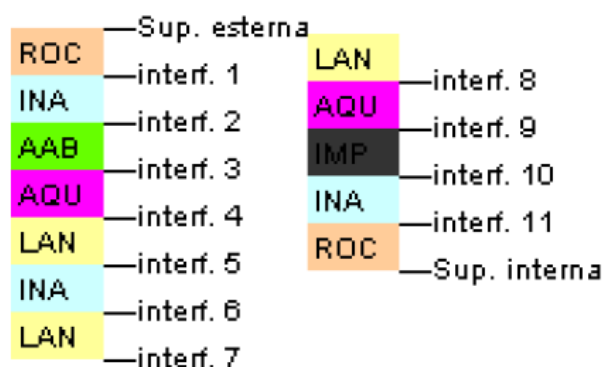 Sup. esterna
ROC
interf. 1
INA
interf. 2
AAB
interf. 3
AQU
interf. 4
LAN
interf. 5
INA
interf. 6
LAN
interf. 7
LAN
interf. 8
AQU
interf. 9
IMP
interf. 10
INA
interf. 11
ROC
Sup. interna